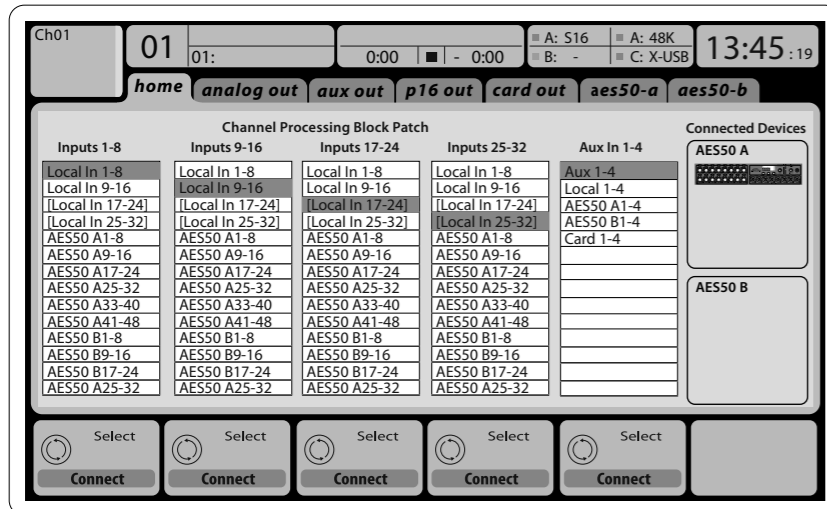 Ch01
01
01:
0:00
- 0:00
A: S16
A: 48K
B: -
C: X-USB
13:45 :19
home
analog out
aux out
p16 out
card out
aes50-a
aes50-b
Channel Processing Block Patch
Connected Devices
Inputs 1-8
Inputs 9-16
Inputs 17-24
Inputs 25-32
Aux In 1-4
AES50 A
Local In 1-8
Local In 1-8
Local In 1-8
Local In 1-8
Aux 1-4
Local In 9-16
Local In 9-16
Local In 9-16
Local In 9-16
Local 1-4
[Local In 17-24]
[Local In 17-24]
[Local In 17-24]
[Local In 17-24]
AES50 A1-4
[Local In 25-32]
[Local In 25-32]
[Local In 25-32]
[Local In 25-32]
AES50 B1-4
AES50 A1-8
AES50 A1-8
AES50 A1-8
AES50 A1-8
Card 1-4
AES50 A9-16
AES50 A9-16
AES50 A9-16
AES50 A9-16
AES50 A17-24
AES50 A17-24
AES50 A17-24
AES50 A17-24
AES50 A25-32
AES50 A25-32
AES50 A25-32
AES50 A25-32
AES50 B
AES50 A33-40
AES50 A33-40
AES50 A33-40
AES50 A33-40
AES50 A41-48
AES50 A41-48
AES50 A41-48
AES50 A41-48
AES50 B1-8
AES50 B1-8
AES50 B1-8
AES50 B1-8
AES50 B9-16
AES50 B9-16
AES50 B9-16
AES50 B9-16
AES50 B17-24
AES50 B17-24
AES50 B17-24
AES50 B17-24
AES50 A25-32
AES50 A25-32
AES50 A25-32
AES50 A25-32
Select
Select
Select
Select
Select
Connect
Connect
Connect
Connect
Connect